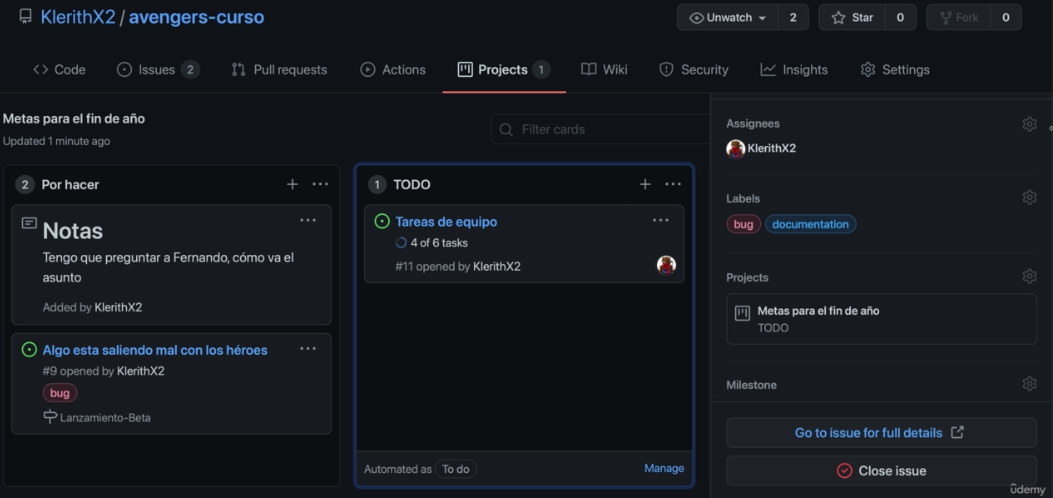 KlerithX2 / avengers-curso
Unwatch 2 Star 0 Fork 0
Code Issues 2 Pull requests Actions Projects 1 Wiki Security Insights Settings
Metas para el fin de año
Updated 1 minute ago
Filter cards
2 Por hacer
Notas
Tengo que preguntar a Fernando, cómo va el
asunto
Added by KlerithX2
Algo esta saliendo mal con los héroes
#9 opened by KlerithX2
bug
Lanzamiento-Beta
1 TODO
Tareas de equipo
4 of 6 tasks
#11 opened by KlerithX2
Automated as To do Manage
Assignees
KlerithX2
Labels
bug documentation
Projects
Metas para el fin de año
TODO
Milestone
Go to issue for full details
Close issue
ûdemy